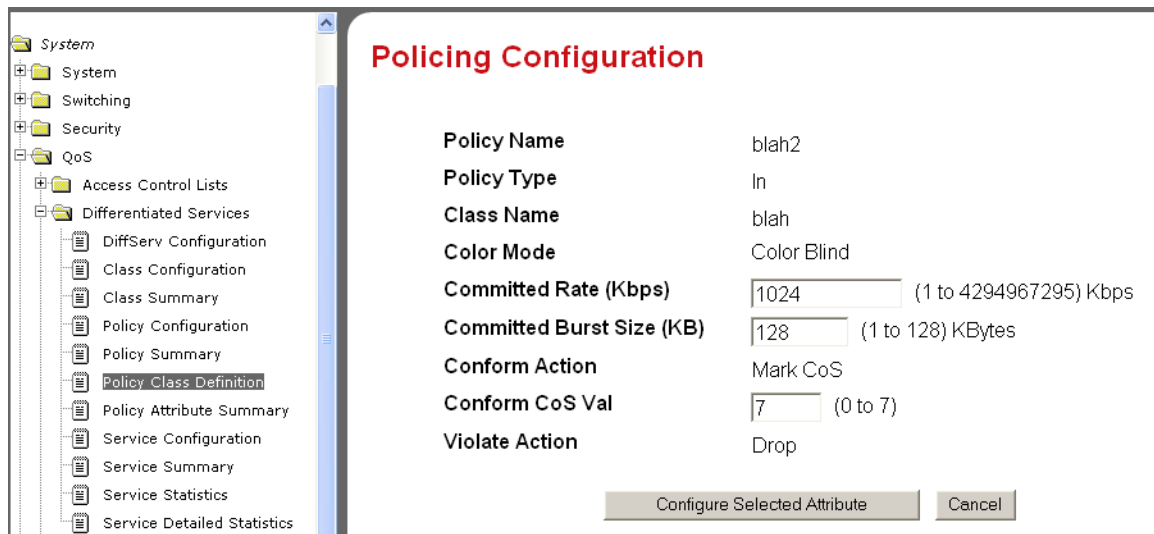 System
System
Switching
Security
QoS
Access Control Lists
Differentiated Services
DiffServ Configuration
Class Configuration
Class Summary
Policy Configuration
Policy Summary
Policy Class Definition
Policy Attribute Summary
Service Configuration
Service Summary
Service Statistics
Service Detailed Statistics
Policing Configuration
Policy Name blah2
Policy Type In
Class Name blah
Color Mode Color Blind
Committed Rate (Kbps) 1024 (1 to 4294967295) Kbps
Committed Burst Size (KB) 128 (1 to 128) KBytes
Conform Action Mark CoS
Conform CoS Val 7 (0 to 7)
Violate Action Drop
Configure Selected Attribute Cancel